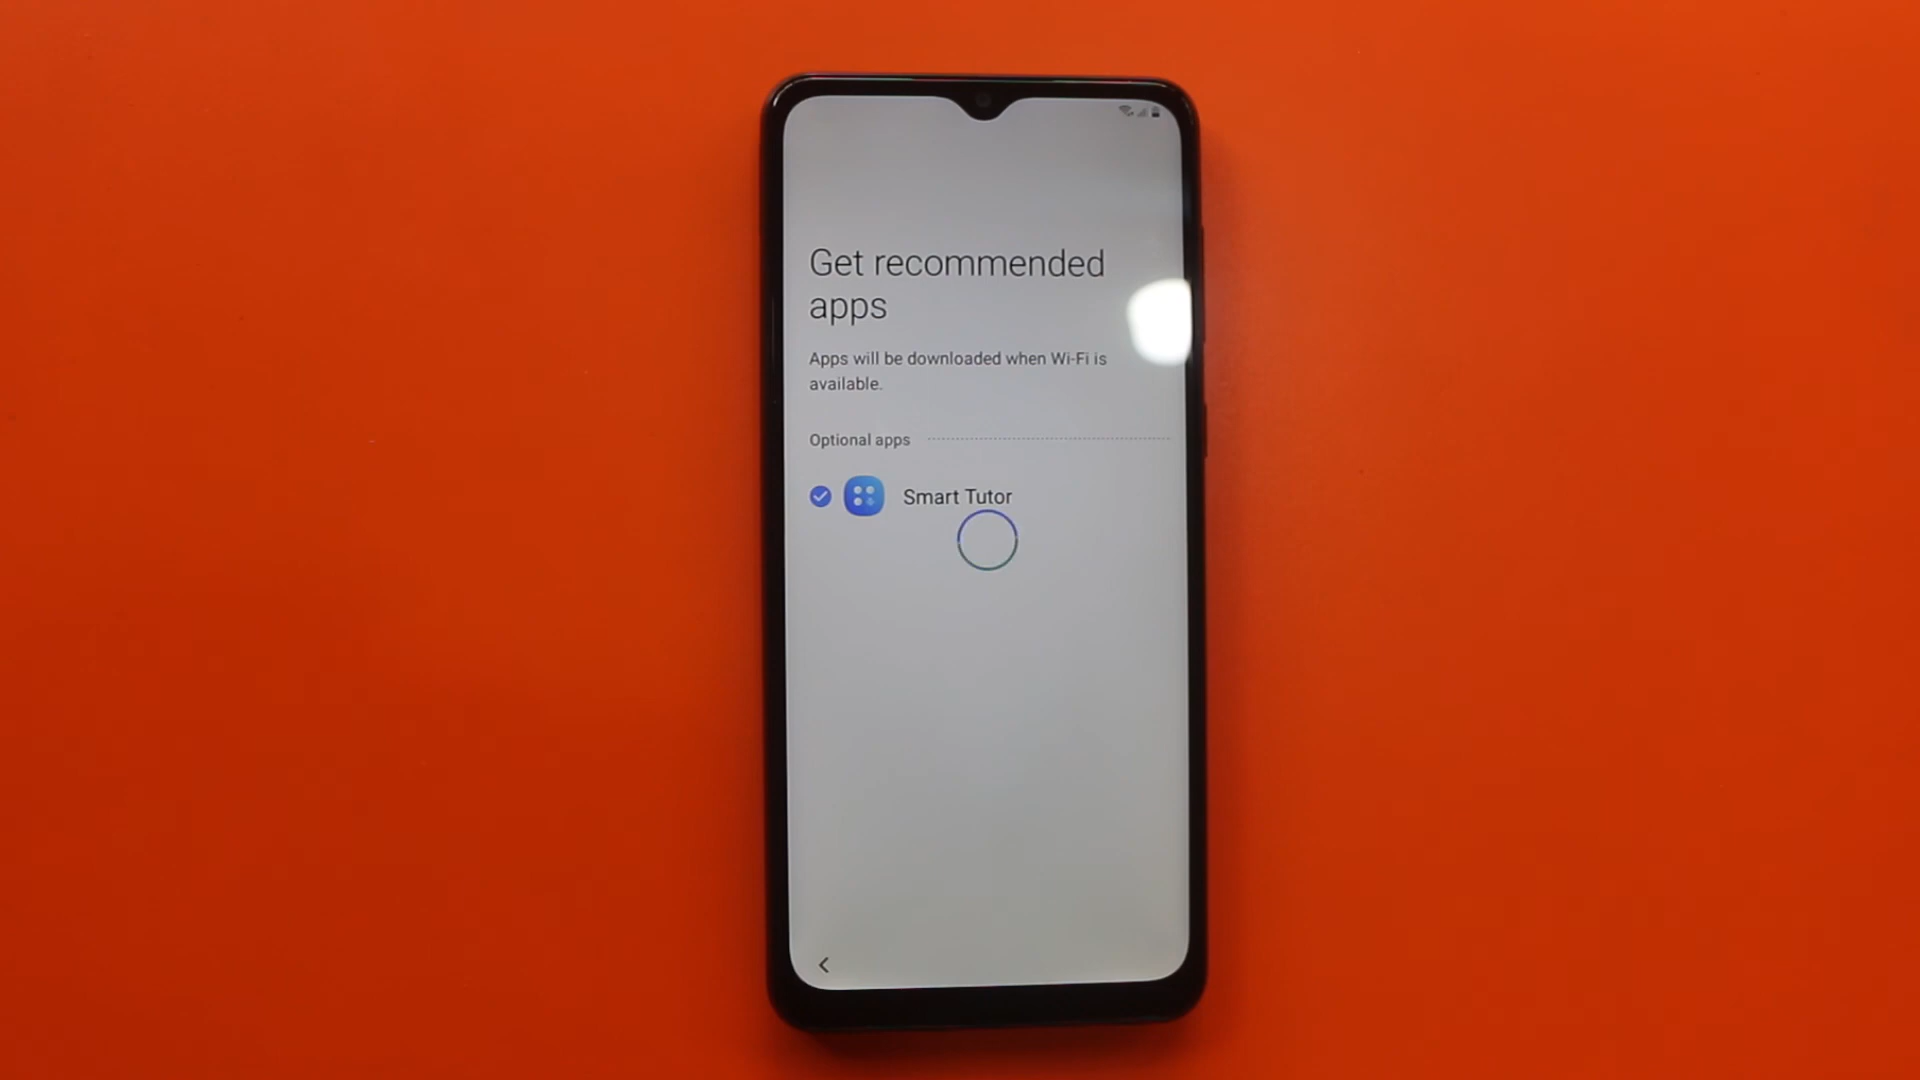 Get recommended
apps
Apps will be downloaded when Wi-Fi is
available.
Optional apps
Smart Tutor